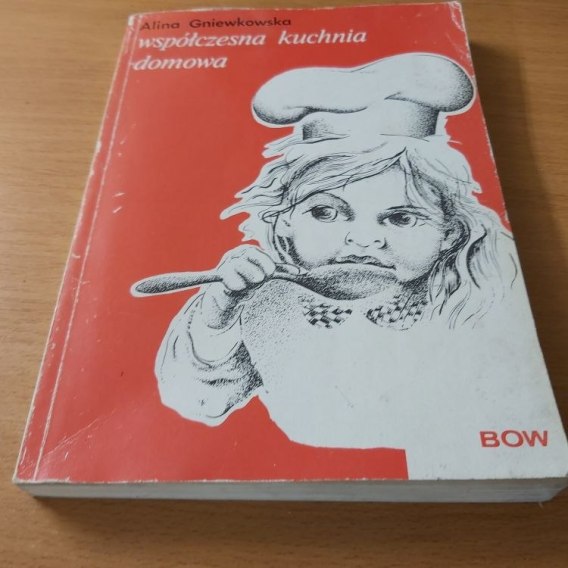 Alina Gniewkowska
współczesna kuchnia
domowa
BOW